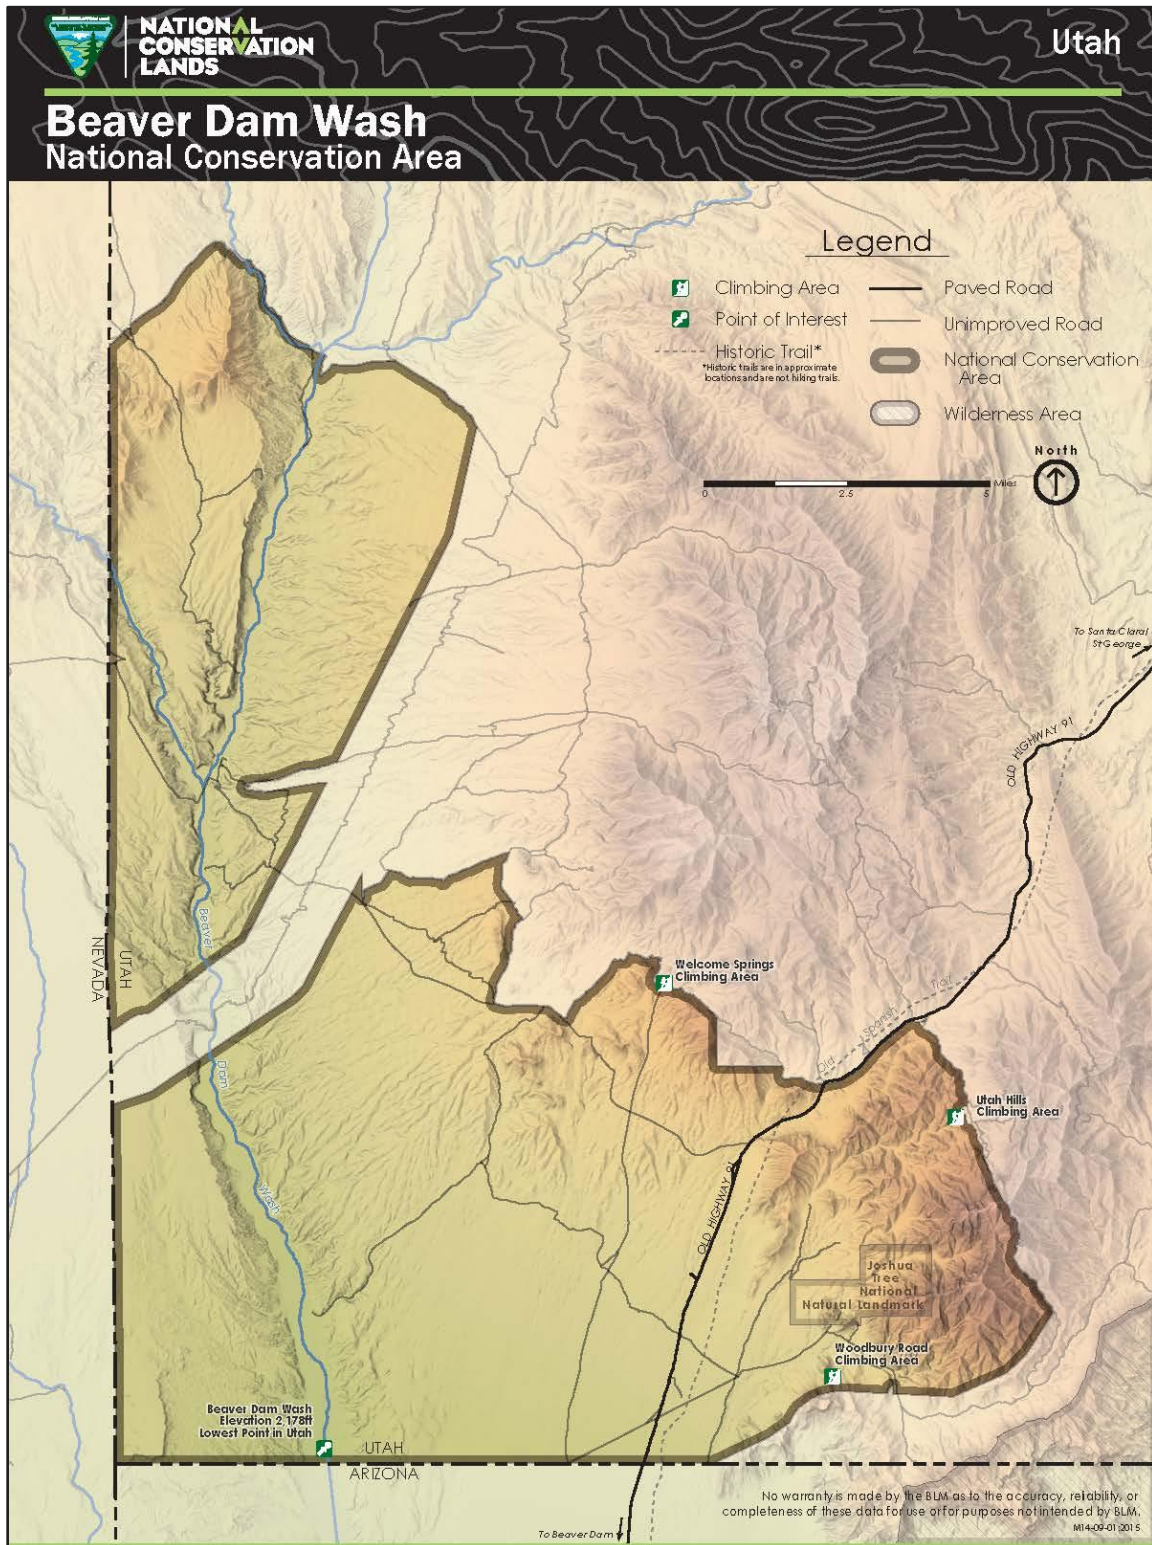 NATIONAL
CONSERVATION
LANDS
Utah
Beaver Dam Wash
National Conservation Area
Legend
Climbing Area
Point of Interest
Historic Trail*
*Historic trails are in approximate
locations and are not hiking trails.
Paved Road
Unimproved Road
National Conservation
Area
Wilderness Area
North
0
2.5
5
Miles
To Santa Clara/
St George
OLD HIGHWAY 91
NEVADA
UTAH
Beaver
Dam
Wash
Welcome Springs
Climbing Area
Old
Spanish
Trail
Utah Hills
Climbing Area
OLD HIGHWAY 91
Joshua
Tree
National
Natural Landmark
Woodbury Road
Climbing Area
Beaver Dam Wash
Elevation 2,178ft
Lowest Point in Utah
UTAH
ARIZONA
To Beaver Dam
No warranty is made by the BLM as to the accuracy, reliability, or
completeness of these data for use or for purposes not intended by BLM.
M14-09-01:2015